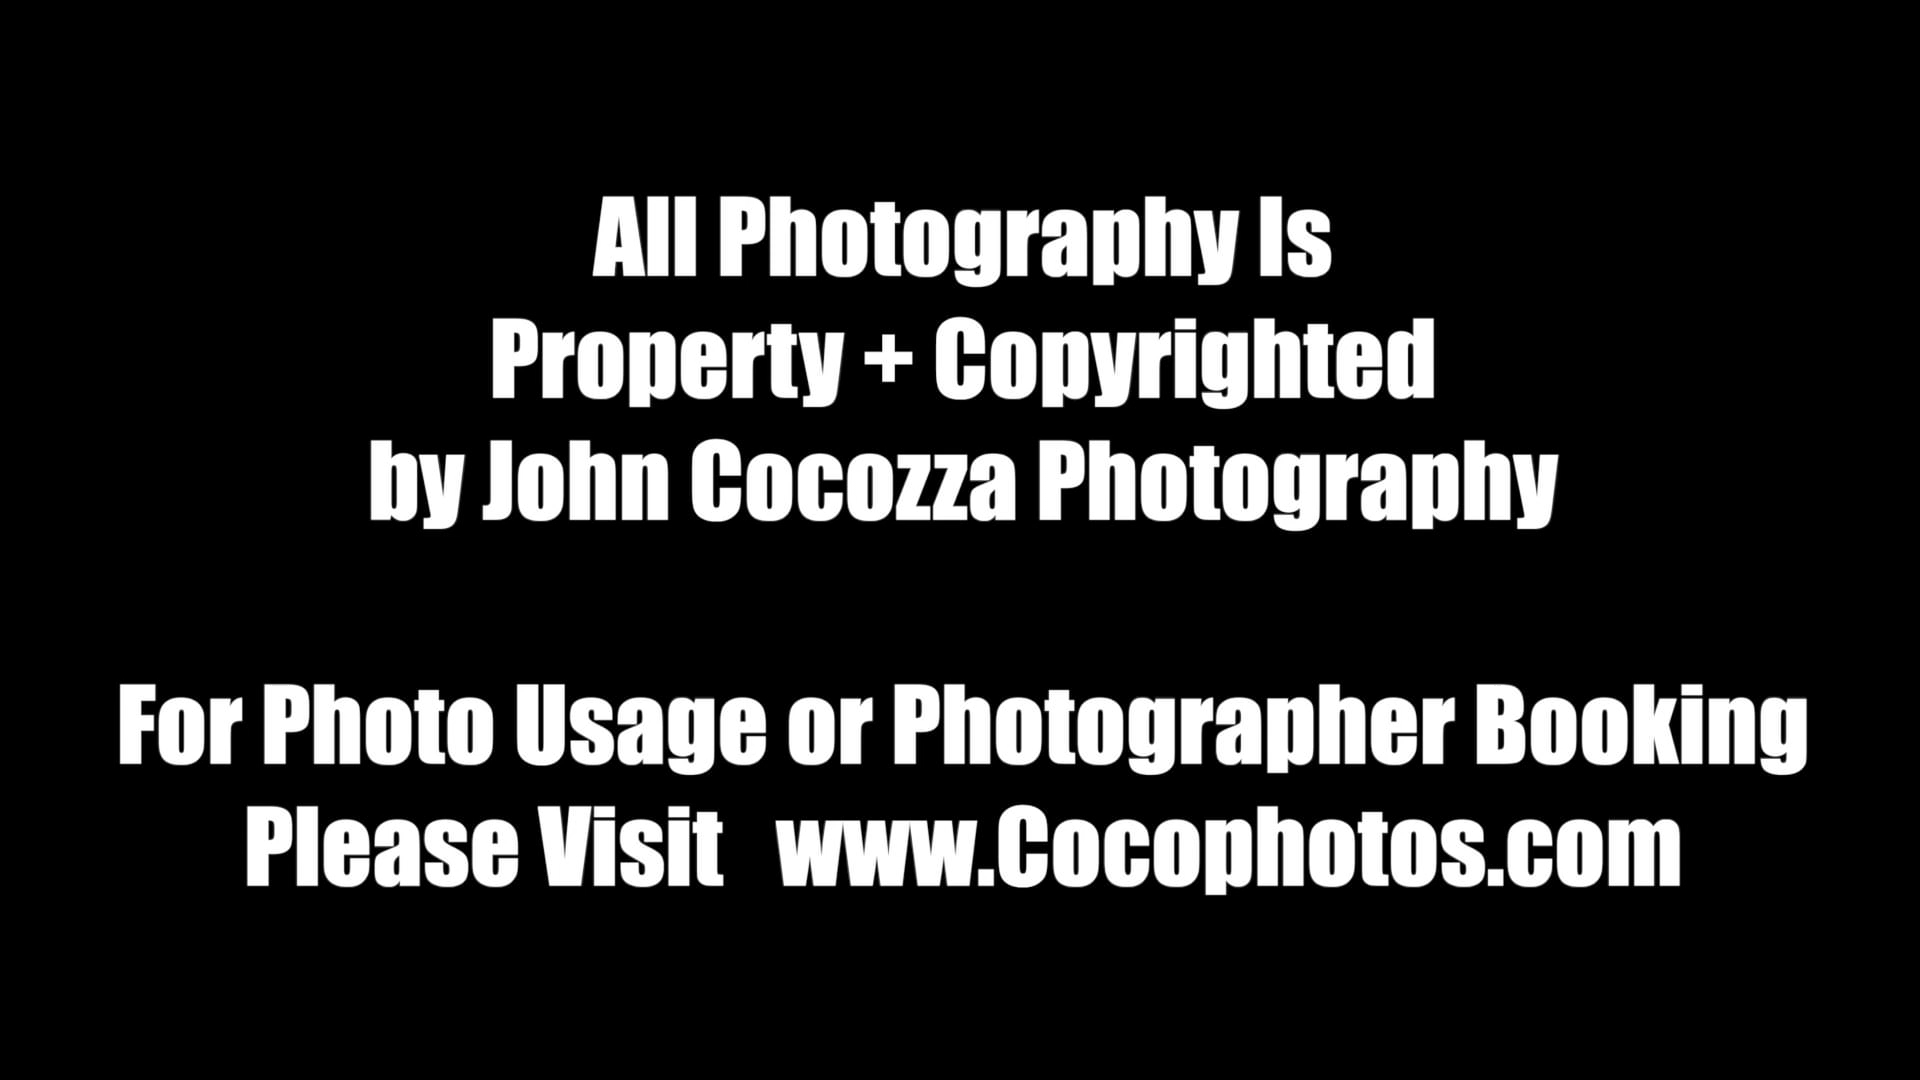 All Photography Is
Property + Copyrighted
by John Cocozza Photography
For Photo Usage or Photographer Booking
Please Visit www.Cocophotos.com